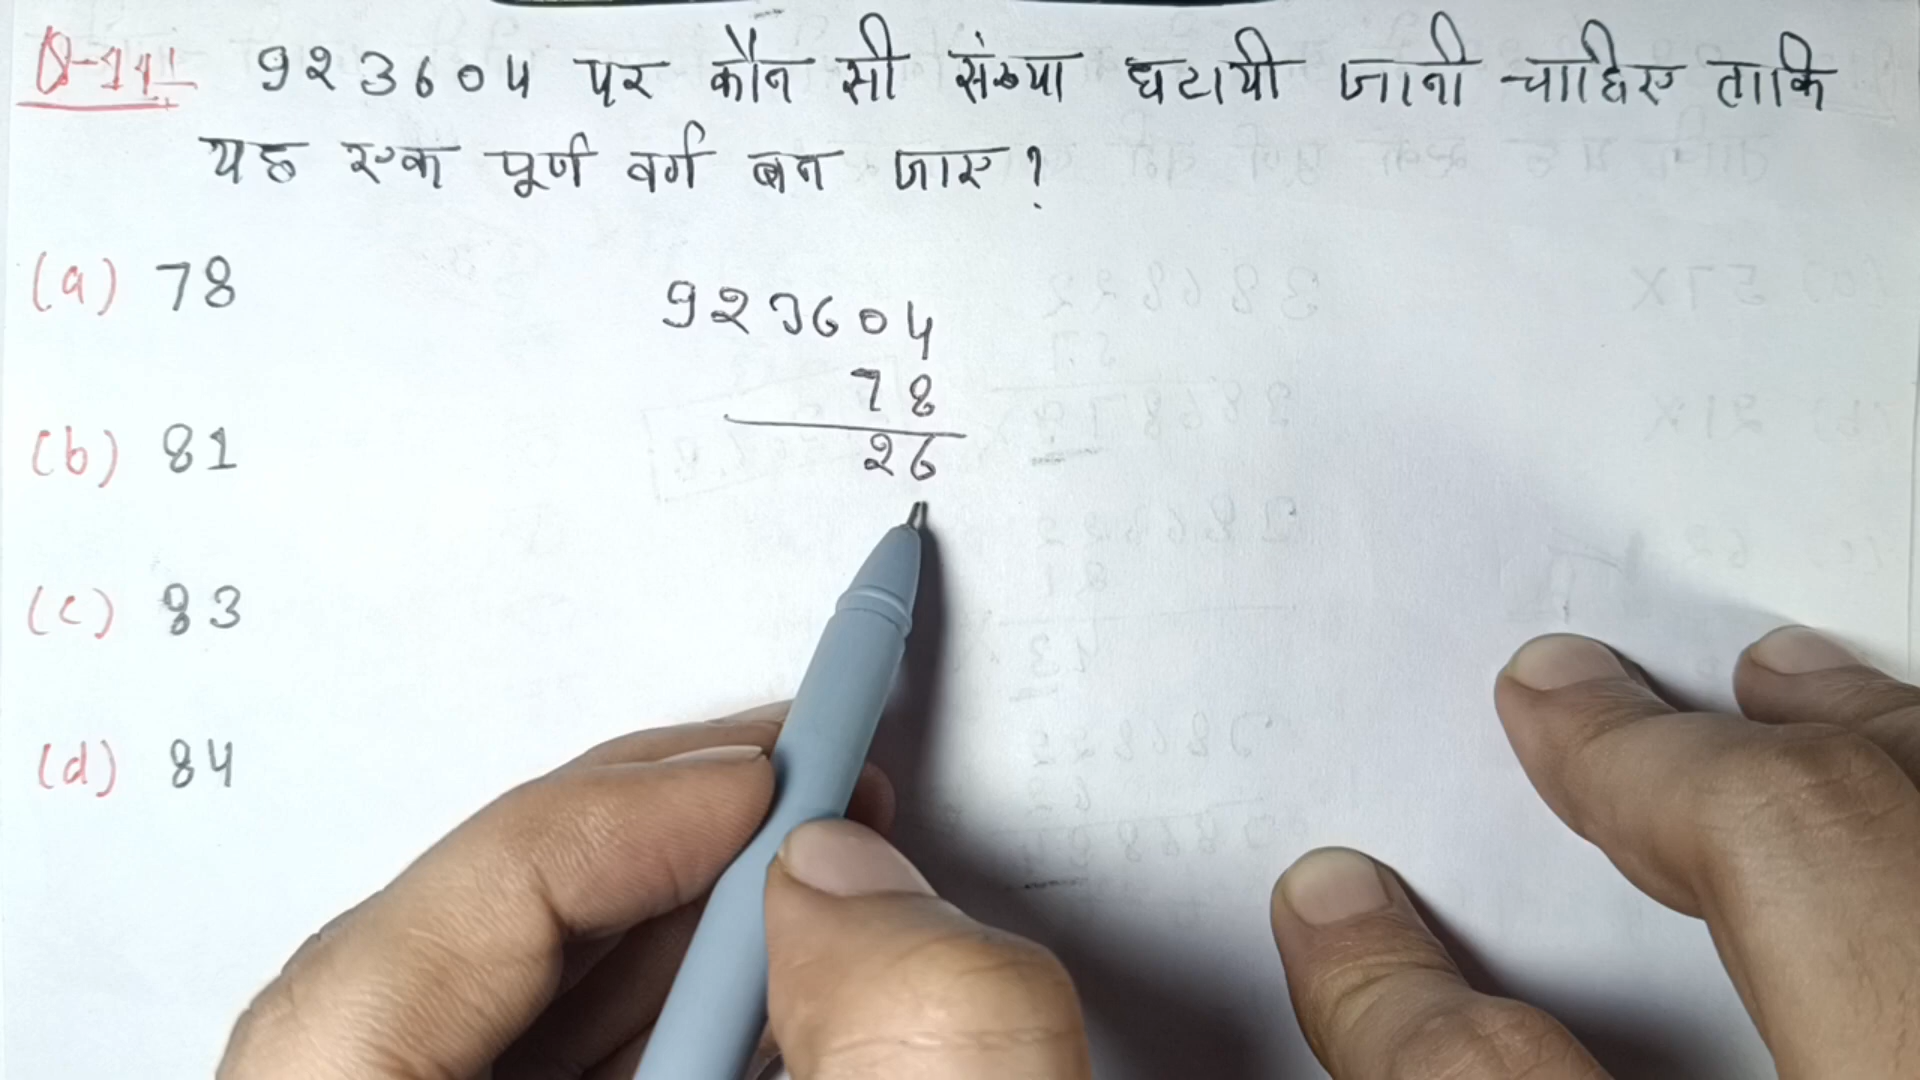 Q-11! 923604 पर कौन सी संख्या घटायी जानी चाहिए ताकि
यह एक पूर्ण वर्ग बन जाए ?
(a) 78
(b) 81
(c) 83
(d) 84
923604
78
26